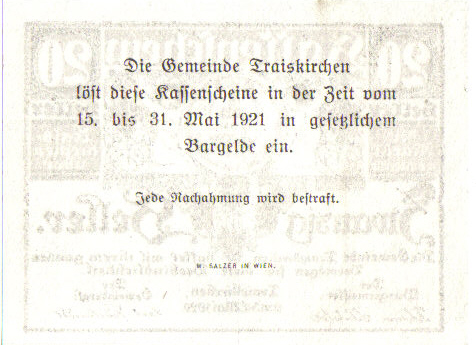 Die Gemeinde Traiskirchen
löst diese Kassenscheine in der Zeit vom
15. bis 31. Mai 1921 in gesetzlichem
Bargelde ein.
Jede Nachahmung wird bestraft.
W. SALZER IN WIEN.